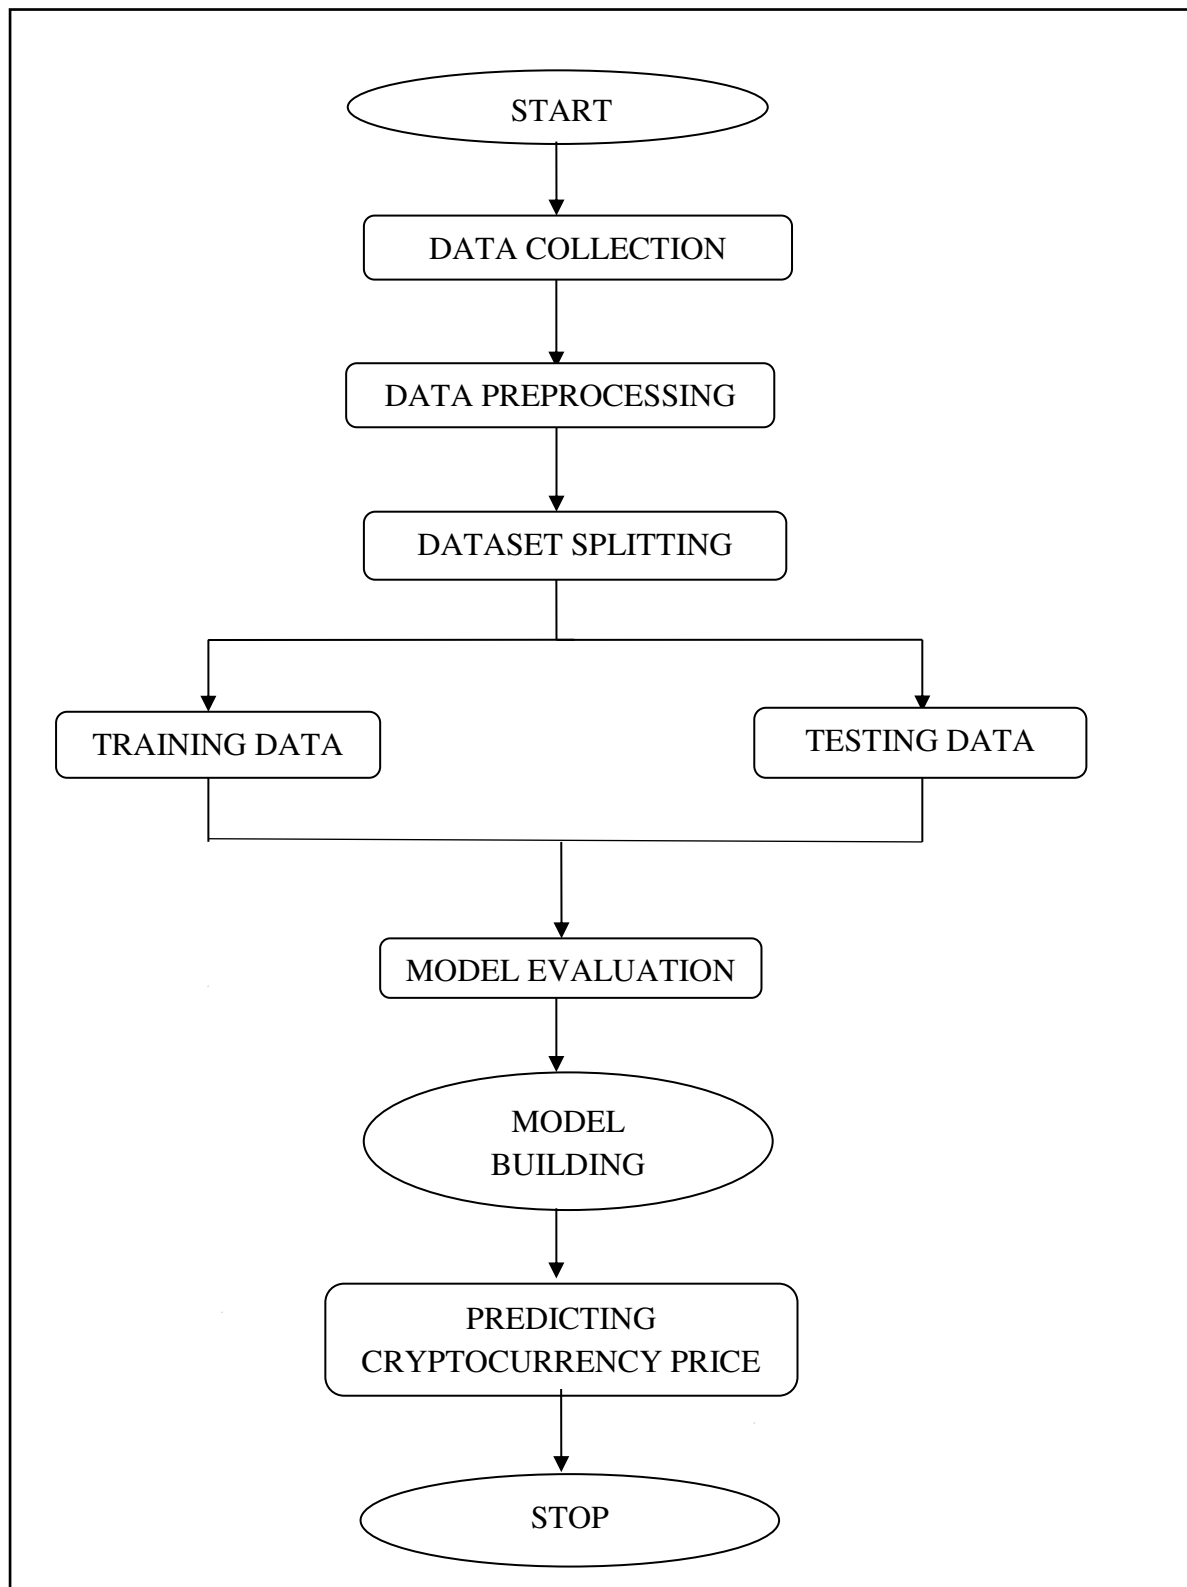 START
DATA COLLECTION
DATA PREPROCESSING
DATASET SPLITTING
TRAINING DATA
TESTING DATA
MODEL EVALUATION
MODEL
BUILDING
PREDICTING
CRYPTOCURRENCY PRICE
STOP